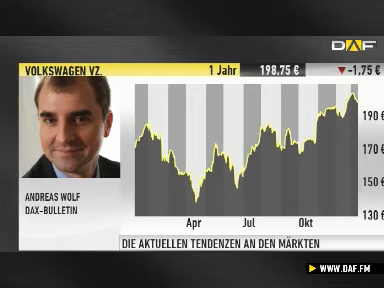 DAF
VOLKSWAGEN VZ. 1 Jahr 198.75 € -1,75 €
190 €
170 €
150 €
130 €
Apr Jul Okt
ANDREAS WOLF
DAX-BULLETIN
DIE AKTUELLEN TENDENZEN AN DEN MÄRKTEN
WWW.DAF.FM